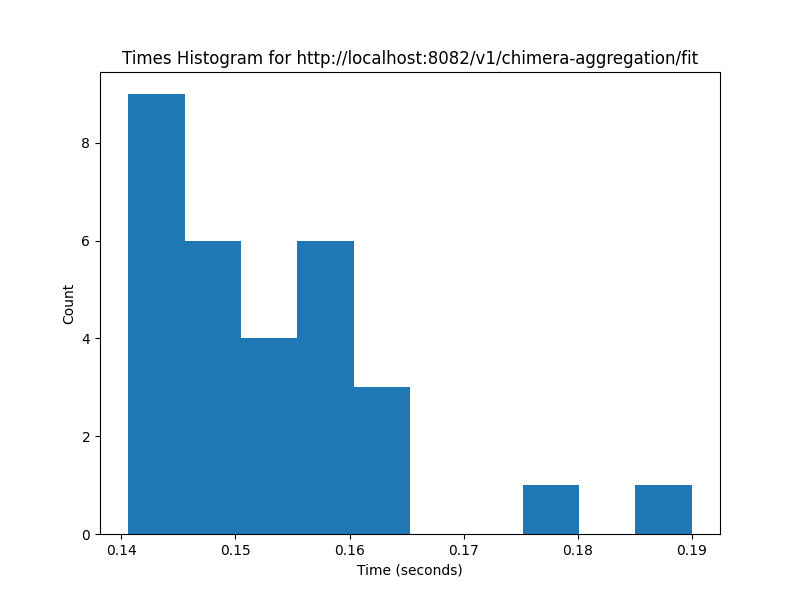 Times Histogram for http://localhost:8082/v1/chimera-aggregation/fit
8
6
4
2
0
Count
0.14 0.15 0.16 0.17 0.18 0.19
Time (seconds)